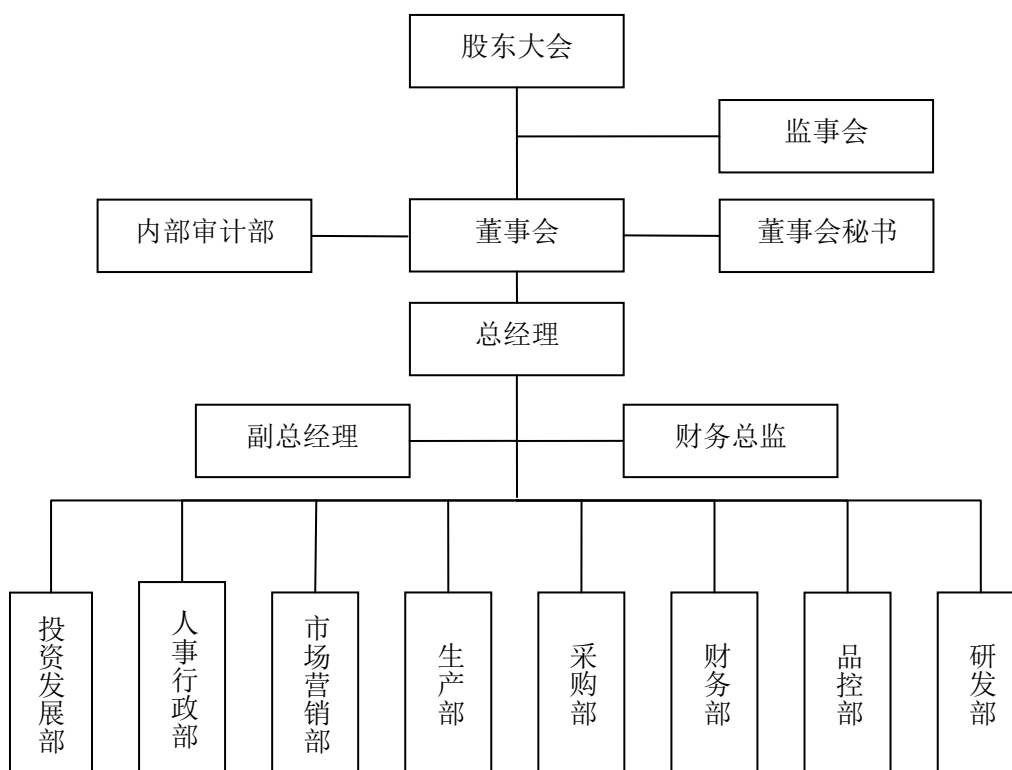 股东大会
监事会
内部审计部
董事会
董事会秘书
总经理
副总经理
财务总监
投资发展部
人事行政部
市场营销部
生产部
采购部
财务部
品控部
研发部